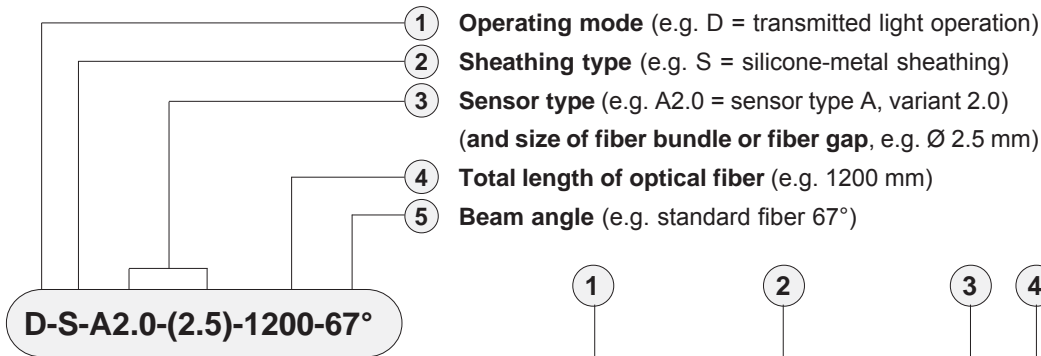 1 Operating mode (e.g. D = transmitted light operation)
2 Sheathing type (e.g. S = silicone-metal sheathing)
3 Sensor type (e.g. A2.0 = sensor type A, variant 2.0)
(and size of fiber bundle or fiber gap, e.g. Ø 2.5 mm)
4 Total length of optical fiber (e.g. 1200 mm)
5 Beam angle (e.g. standard fiber 67°)
1 2 3 4
D-S-A2.0-(2.5)-1200-67°